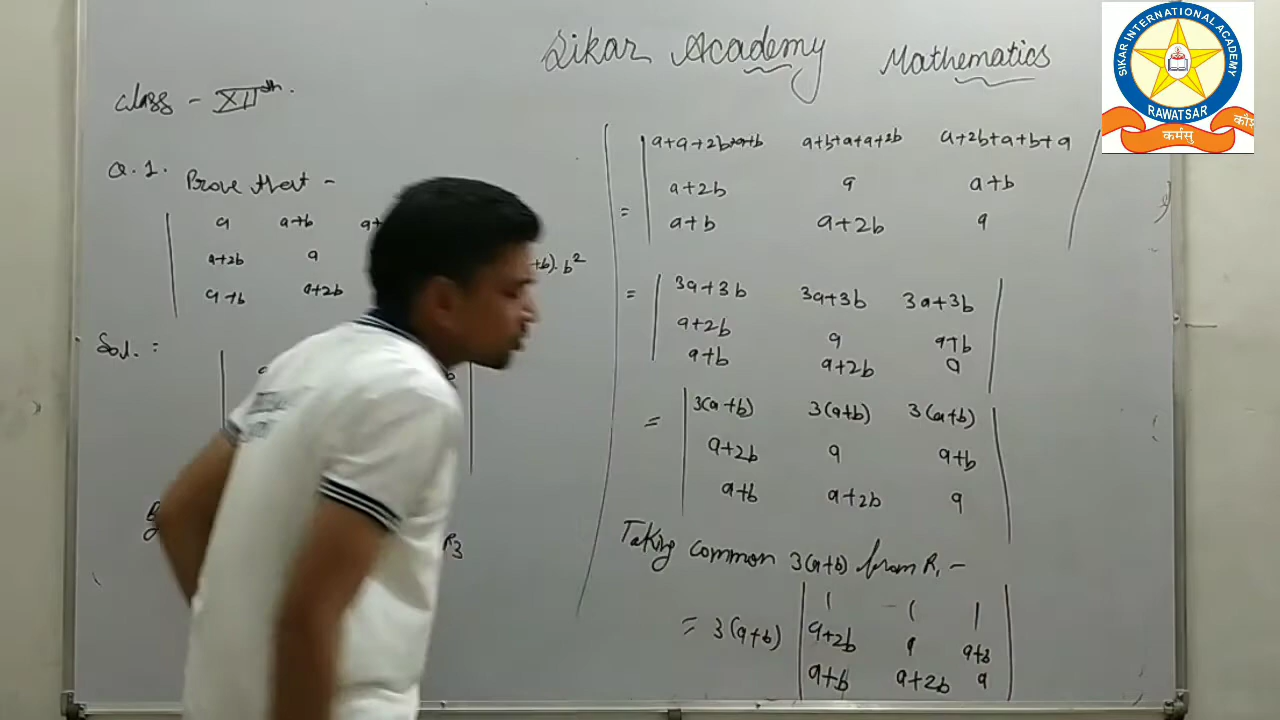 Sikar Academy Mathematics
SIKAR INTERNATIONAL ACADEMY
RAWATSAR
कर्मसु
Class - XIIth.
Q.1. Prove that -
a a+b
a+2b a +b).b²
a+b a+2b
Sol. :
R3
a+a+2b+a+b a+b+a+a+2b a+2b+a+b+a
a+2b a a+b
= a+b a+2b a
= 3a+3b 3a+3b 3a+3b
a+2b a a+b
a+b a+2b a
= 3(a+b) 3(a+b) 3(a+b)
a+2b a a+b
a+b a+2b a
Taking common 3(a+b) from R₁ -
1 1 1
= 3(a+b) a+2b a a+b
a+b a+2b a